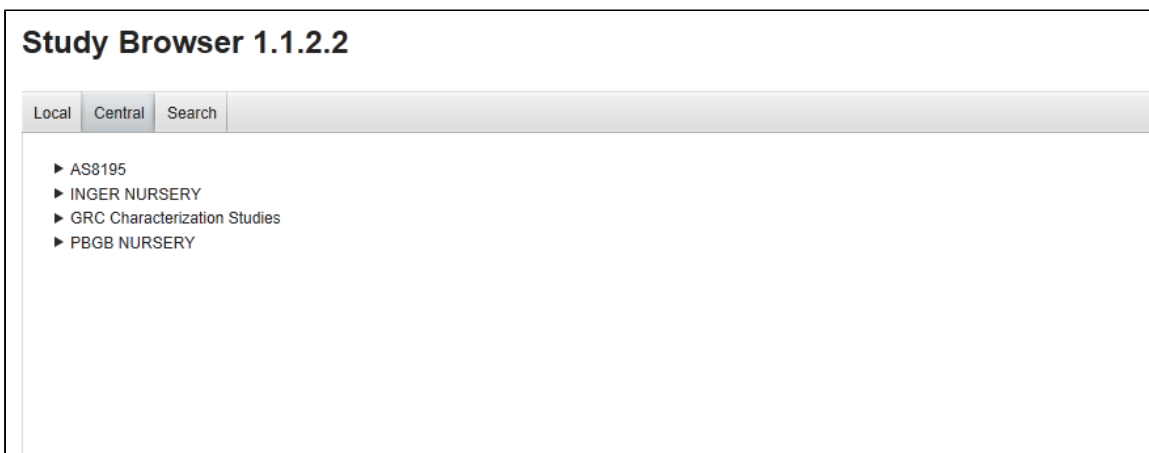 Study Browser 1.1.2.2
Local Central Search
AS8195
INGER NURSERY
GRC Characterization Studies
PBGB NURSERY